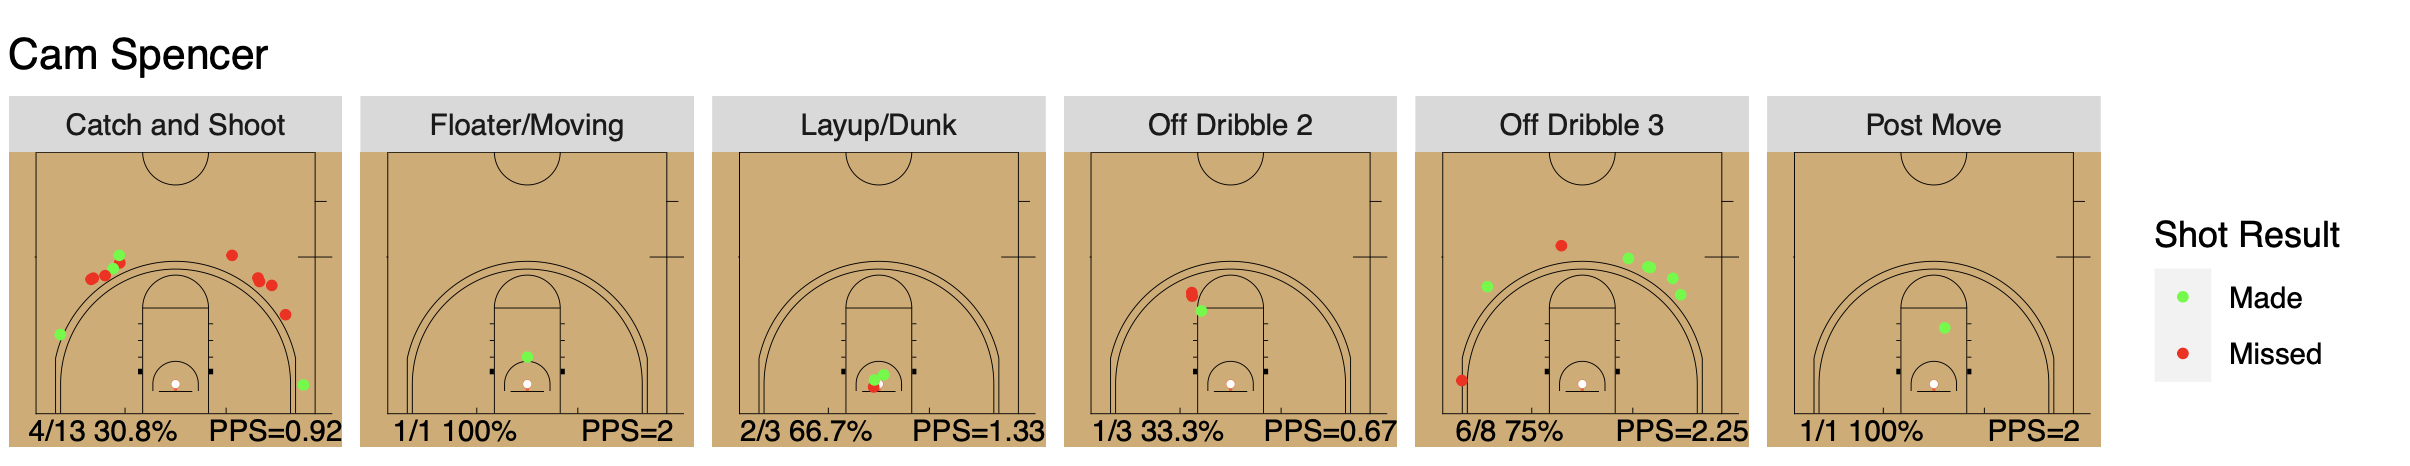 Cam Spencer
Catch and Shoot
Floater/Moving
Layup/Dunk
Off Dribble 2
Off Dribble 3
Post Move
4/13 30.8% PPS=0.92
1/1 100% PPS=2
2/3 66.7% PPS=1.33
1/3 33.3% PPS=0.67
6/8 75% PPS=2.25
1/1 100% PPS=2
Shot Result
Made
Missed